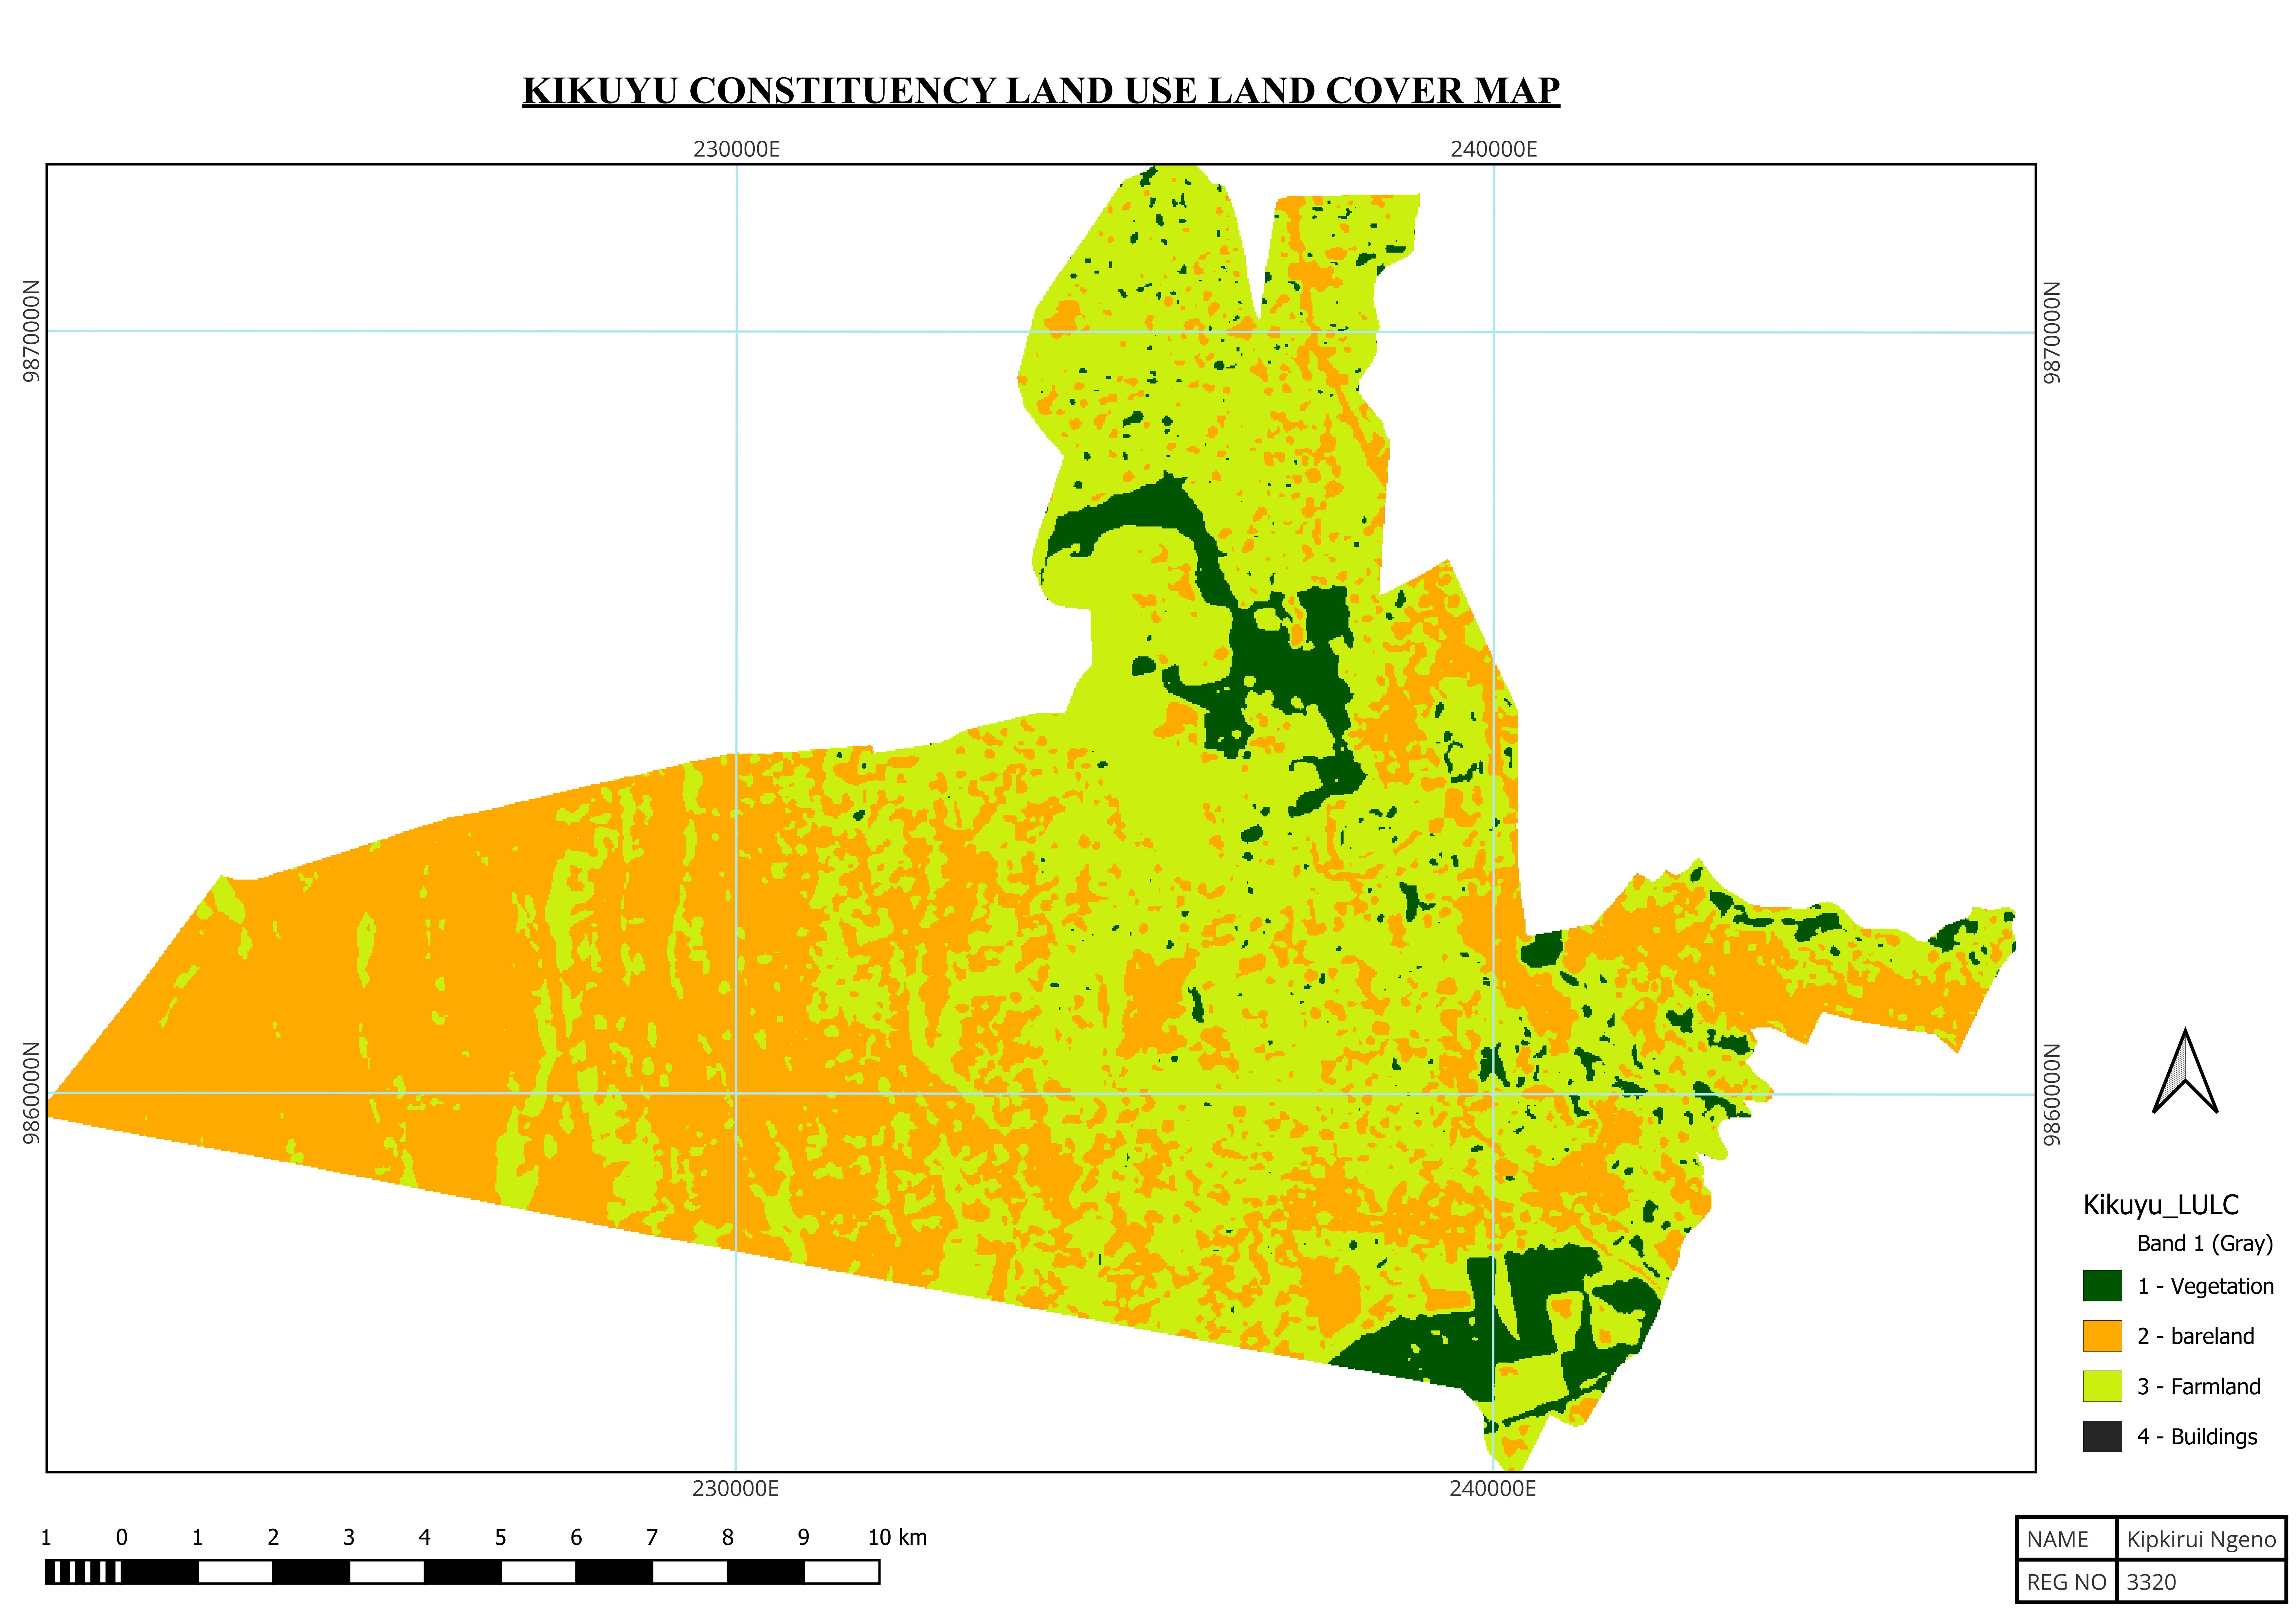 KIKUYU CONSTITUENCY LAND USE LAND COVER MAP
230000E 240000E
9870000N 9870000N
9860000N 9860000N
Kikuyu_LULC
Band 1 (Gray)
1 - Vegetation
2 - bareland
3 - Farmland
4 - Buildings
230000E 240000E
1 0 1 2 3 4 5 6 7 8 9 10 km
NAME Kipkirui Ngeno
REG NO 3320